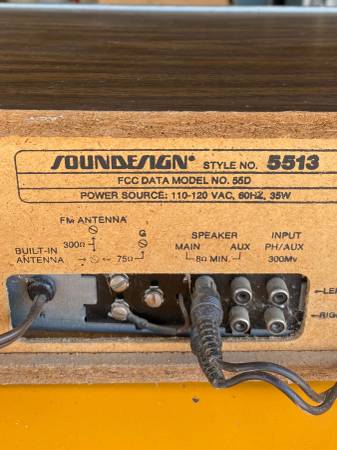 SOUNDESIGN® STYLE NO. 5513
FCC DATA MODEL NO. 55D
POWER SOURCE: 110-120 VAC, 60HZ, 35W
FM ANTENNA
300Ω
G
BUILT-IN
ANTENNA
75Ω
SPEAKER
MAIN AUX
8Ω MIN.
INPUT
PH/AUX
300Mv